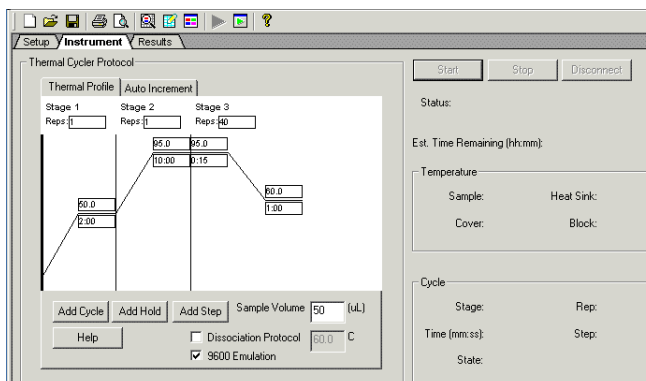 Setup Instrument Results
Thermal Cycler Protocol
Thermal Profile Auto Increment
Stage 1 Stage 2 Stage 3
Reps: 1 Reps: 1 Reps: 40
95.0 95.0
10:00 0:15
50.0
2:00
60.0
1:00
Add Cycle Add Hold Add Step Sample Volume 50 (uL)
Help
Dissociation Protocol 60.0 C
9600 Emulation
Start Stop Disconnect
Status:
Est. Time Remaining (hh:mm):
Temperature
Sample: Heat Sink:
Cover: Block:
Cycle
Stage: Rep:
Time (mm:ss): Step:
State: